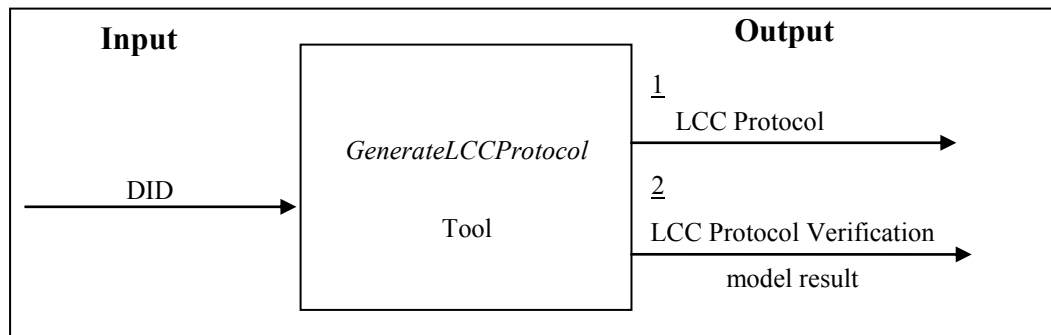 Input
Output
1
LCC Protocol
GenerateLCCProtocol
DID
2
Tool
LCC Protocol Verification
model result